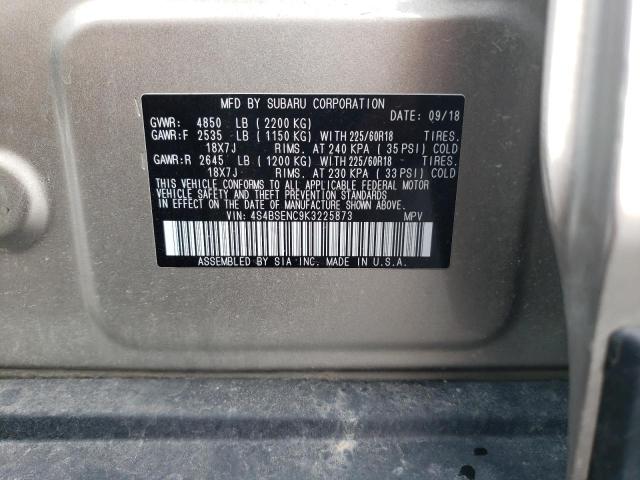 MFD BY SUBARU CORPORATION
DATE: 09/18
GVWR: 4850 LB (2200 KG)
GAWR:F 2535 LB (1150 KG) WITH 225/60R18 TIRES.
18X7J RIMS. AT 240 KPA (35 PSI) COLD
GAWR:R 2645 LB (1200 KG) WITH 225/60R18 TIRES.
18X7J RIMS. AT 230 KPA (33 PSI) COLD
THIS VEHICLE CONFORMS TO ALL APPLICABLE FEDERAL MOTOR
VEHICLE SAFETY AND THEFT PREVENTION STANDARDS IN
EFFECT ON THE DATE OF MANUFACTURE SHOWN ABOVE.
VIN: 4S4BSENC9K3225873 MPV
ASSEMBLED BY SIA INC. MADE IN U.S.A.